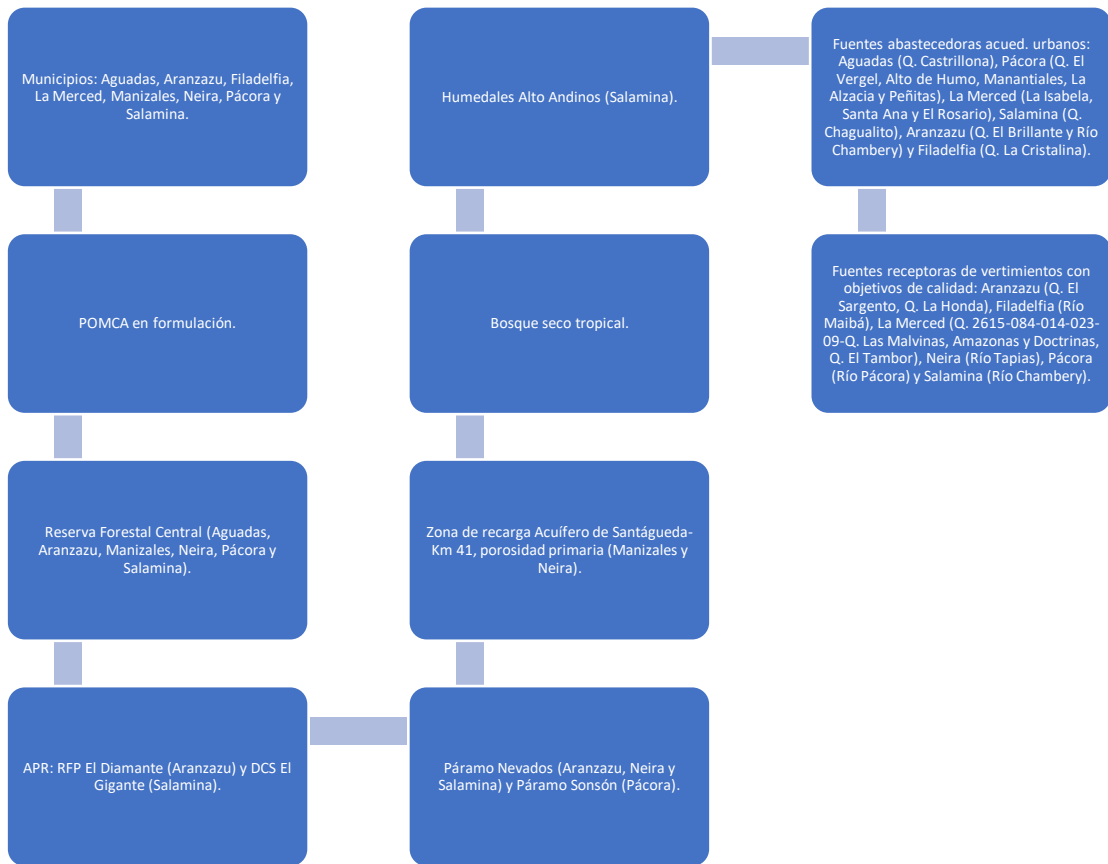 Municipios: Aguadas, Aranzazu, Filadelfia,
La Merced, Manizales, Neira, Pácora y
Salamina.
POMCA en formulación.
Reserva Forestal Central (Aguadas,
Aranzazu, Manizales, Neira, Pácora y
Salamina).
APR: RFP El Diamante (Aranzazu) y DCS El
Gigante (Salamina).
Páramo Nevados (Aranzazu, Neira y
Salamina) y Páramo Sonsón (Pácora).
Zona de recarga Acuífero de Santágueda-
Km 41, porosidad primaria (Manizales y
Neira).
Bosque seco tropical.
Humedales Alto Andinos (Salamina).
Fuentes abastecedoras acued. urbanos:
Aguadas (Q. Castrillona), Pácora (Q. El
Vergel, Alto de Humo, Manantiales, La
Alzacia y Peñitas), La Merced (La Isabela,
Santa Ana y El Rosario), Salamina (Q.
Chagualito), Aranzazu (Q. El Brillante y Río
Chambery) y Filadelfia (Q. La Cristalina).
Fuentes receptoras de vertimientos con
objetivos de calidad: Aranzazu (Q. El
Sargento, Q. La Honda), Filadelfia (Río
Maibá), La Merced (Q. 2615-084-014-023-
09-Q. Las Malvinas, Amazonas y Doctrinas,
Q. El Tambor), Neira (Río Tapias), Pácora
(Río Pácora) y Salamina (Río Chambery).